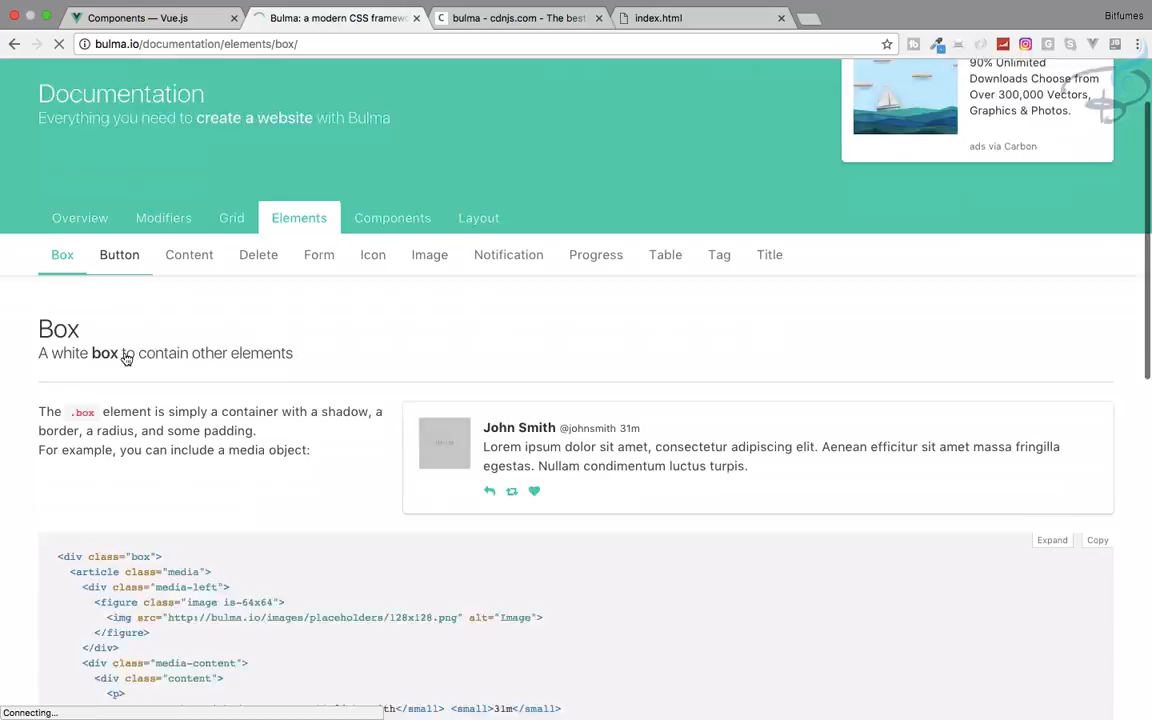 Components — Vue.js
Bulma: a modern CSS framew
bulma - cdnjs.com - The best
index.html
Bitfumes
bulma.io/documentation/elements/box/
Documentation
Everything you need to create a website with Bulma
90% Unlimited
Downloads Choose from
Over 300,000 Vectors,
Graphics & Photos.
ads via Carbon
Overview Modifiers Grid Elements Components Layout
Box Button Content Delete Form Icon Image Notification Progress Table Tag Title
Box
A white box to contain other elements
The .box element is simply a container with a shadow, a
border, a radius, and some padding.
For example, you can include a media object:
John Smith @johnsmith 31m
Lorem ipsum dolor sit amet, consectetur adipiscing elit. Aenean efficitur sit amet massa fringilla
egestas. Nullam condimentum luctus turpis.
Expand Copy
<div class="box">
<article class="media">
<div class="media-left">
<figure class="image is-64x64">
<img src="http://bulma.io/images/placeholders/128x128.png" alt="Image">
</figure>
</div>
<div class="media-content">
<div class="content">
<p>
</small> <small>31m</small>
Connecting...